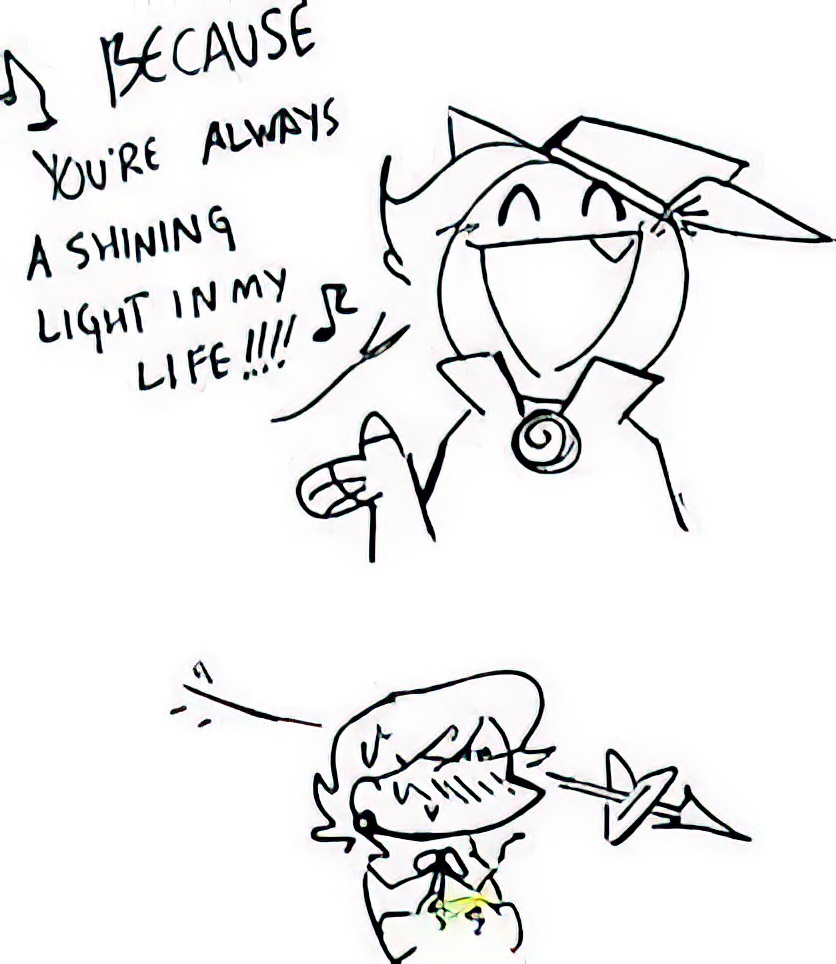 ♪ BECAUSE
YOU'RE ALWAYS
A SHINING
LIGHT IN MY
LIFE!!!! ♪